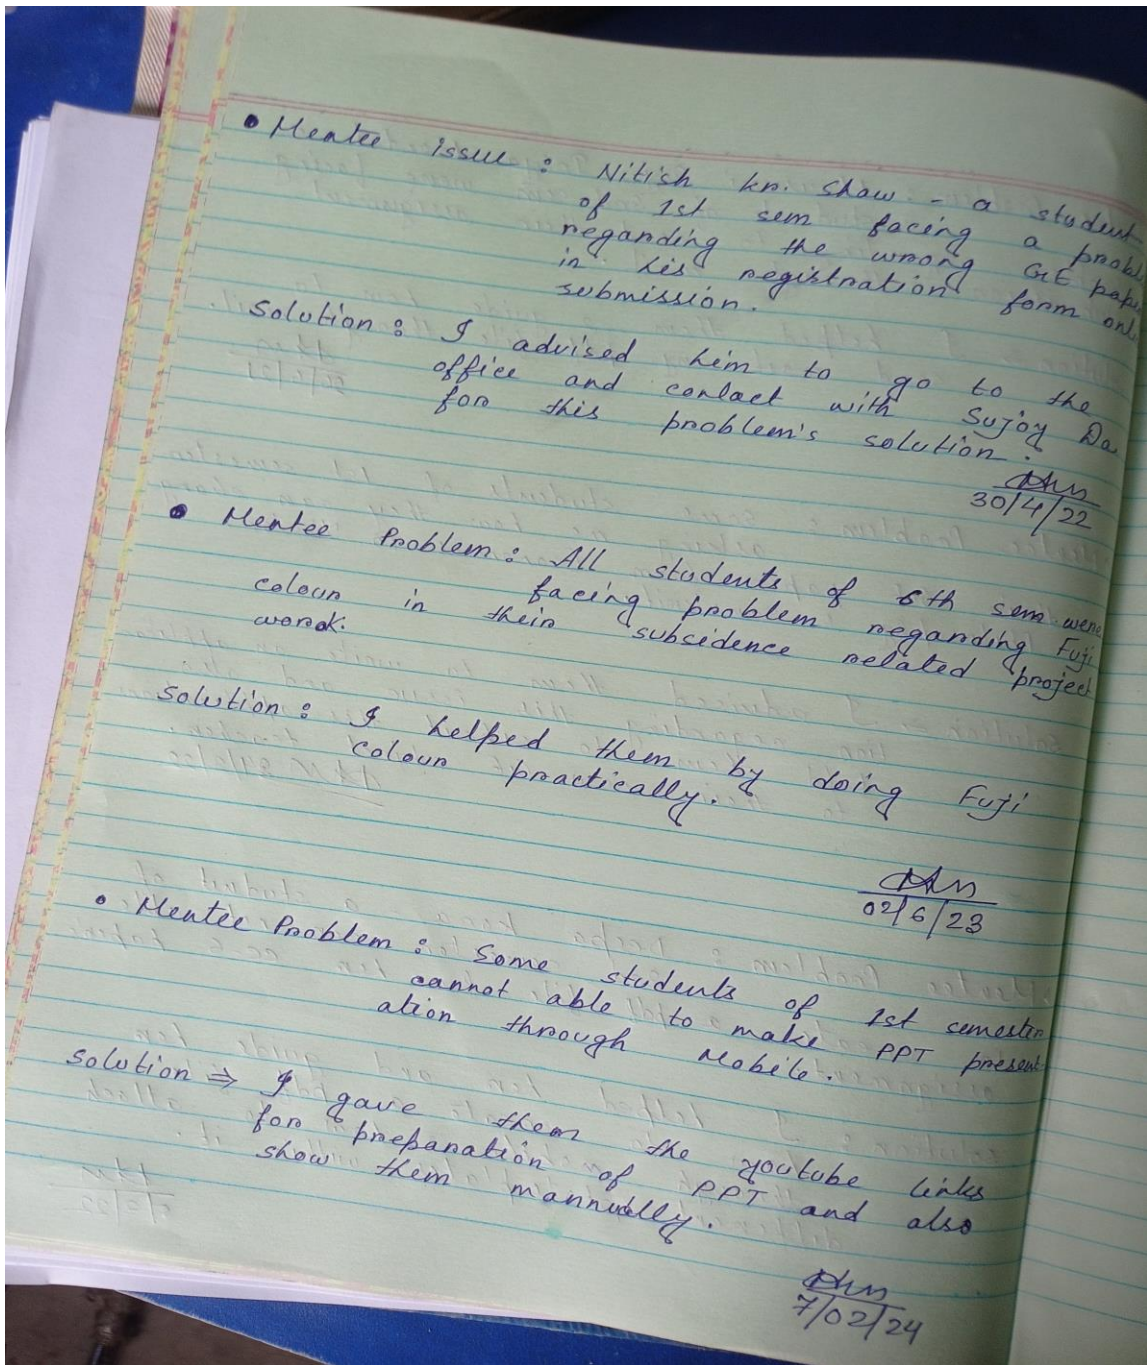 • Mentee issue : Nitish kr. Shaw - a student
of 1st sem facing a probl
regarding the wrong GE pape
in his registration form onl
submission.
Solution : I advised him to go to the
office and contact with Sujoy Da
for this problem's solution.
30/4/22
• Mentee Problem : All students of 6th sem were
facing problem regarding Fuji
colour in their subsidence related project
work.
Solution : I helped them by doing Fuji
colour practically.
02/6/23
• Mentee Problem : Some students of 1st semester
cannot able to make PPT present-
ation through Mobile.
Solution ⇒ I gave them the youtube links
for preparation of PPT and also
show them mannually.
7/02/24